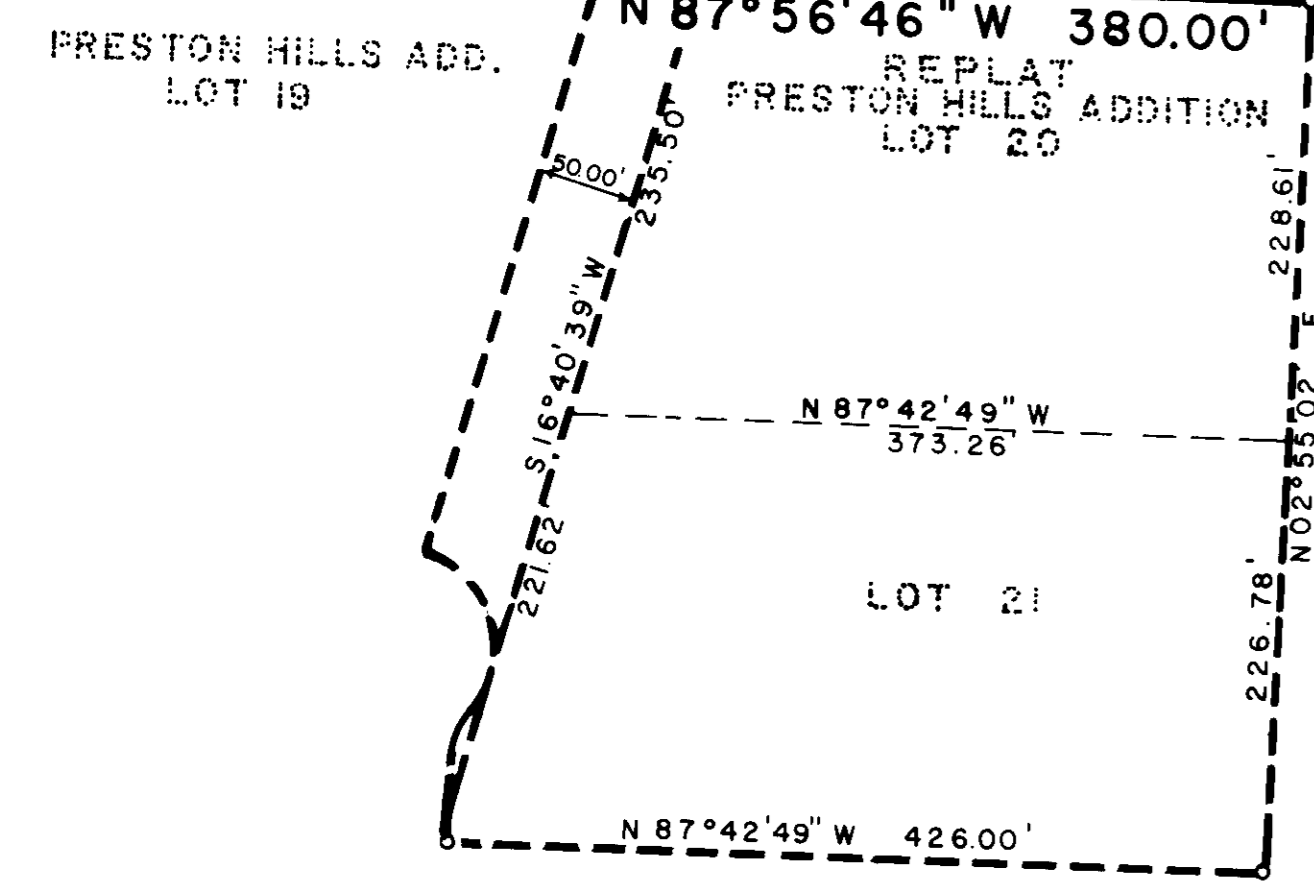 N 87°56'46" W 380.00'
PRESTON HILLS ADD.
LOT 19
REPLAT
PRESTON HILLS ADDITION
LOT 20
50.00'
235.50'
228.61'
S.16°40'39" W
N 87°42'49" W
373.26'
N 02°55'02" E
221.62
LOT 21
226.78'
N 87°42'49" W 426.00'